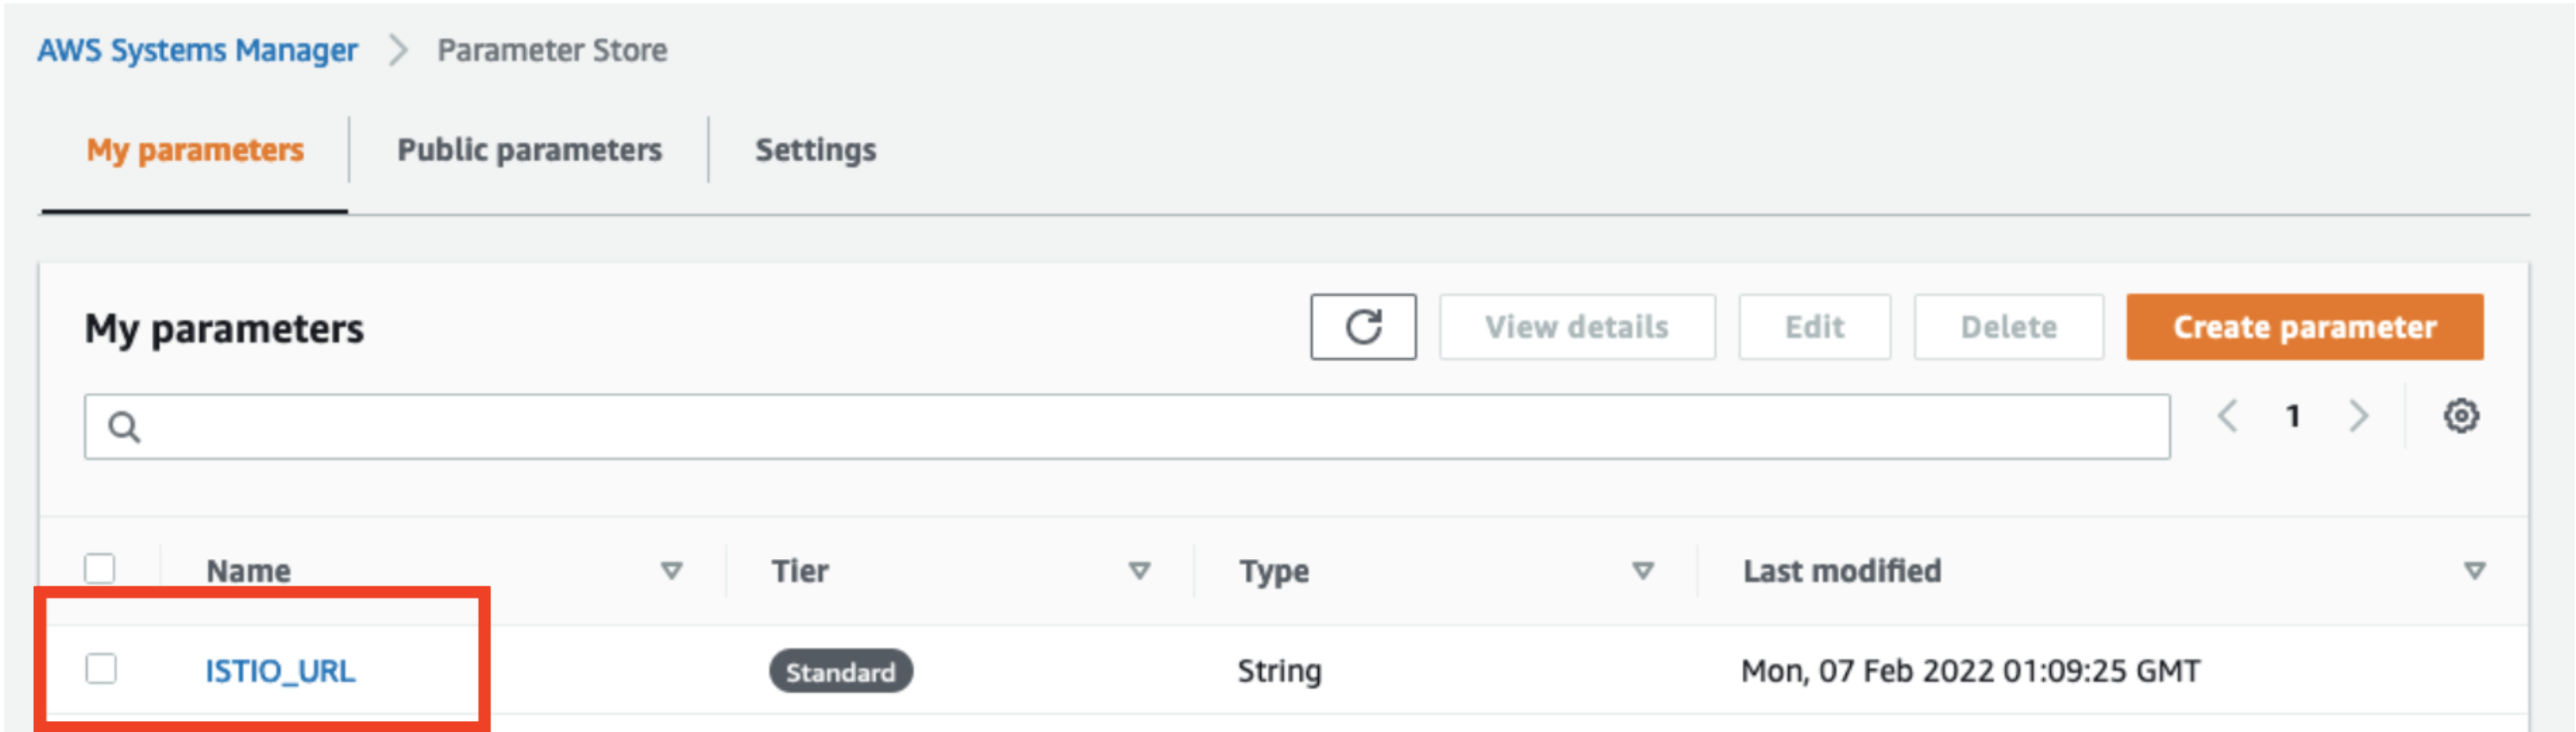 AWS Systems Manager > Parameter Store
My parameters Public parameters Settings
My parameters View details Edit Delete Create parameter
1
Name Tier Type Last modified
ISTIO_URL Standard String Mon, 07 Feb 2022 01:09:25 GMT